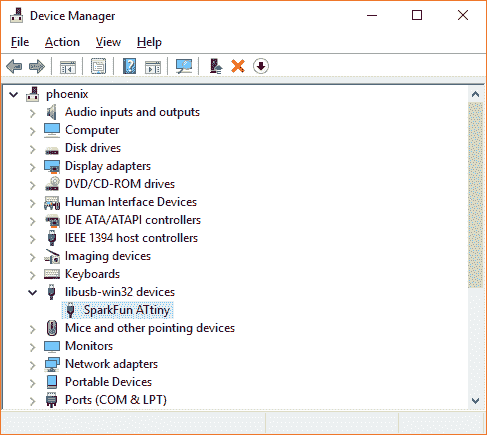 Device Manager
File Action View Help
phoenix
Audio inputs and outputs
Computer
Disk drives
Display adapters
DVD/CD-ROM drives
Human Interface Devices
IDE ATA/ATAPI controllers
IEEE 1394 host controllers
Imaging devices
Keyboards
libusb-win32 devices
SparkFun ATtiny
Mice and other pointing devices
Monitors
Network adapters
Portable Devices
Ports (COM & LPT)